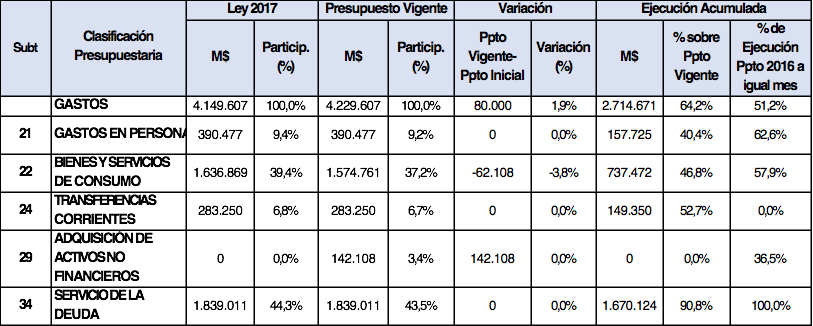 Subt Clasificación Presupuestaria Ley 2017 Presupuesto Vigente Variación Ejecución Acumulada
M$ Particip. (%) M$ Particip. (%) Ppto Vigente-Ppto Inicial Variación (%) M$ % sobre Ppto Vigente % de Ejecución Ppto 2016 a igual mes
GASTOS 4.149.607 100,0% 4.229.607 100,0% 80.000 1,9% 2.714.671 64,2% 51,2%
21 GASTOS EN PERSONA 390.477 9,4% 390.477 9,2% 0 0,0% 157.725 40,4% 62,6%
22 BIENES Y SERVICIOS DE CONSUMO 1.636.869 39,4% 1.574.761 37,2% -62.108 -3,8% 737.472 46,8% 57,9%
24 TRANSFERENCIAS CORRIENTES 283.250 6,8% 283.250 6,7% 0 0,0% 149.350 52,7% 0,0%
29 ADQUISICIÓN DE ACTIVOS NO FINANCIEROS 0 0,0% 142.108 3,4% 142.108 0 0,0% 36,5%
34 SERVICIO DE LA DEUDA 1.839.011 44,3% 1.839.011 43,5% 0 0,0% 1.670.124 90,8% 100,0%